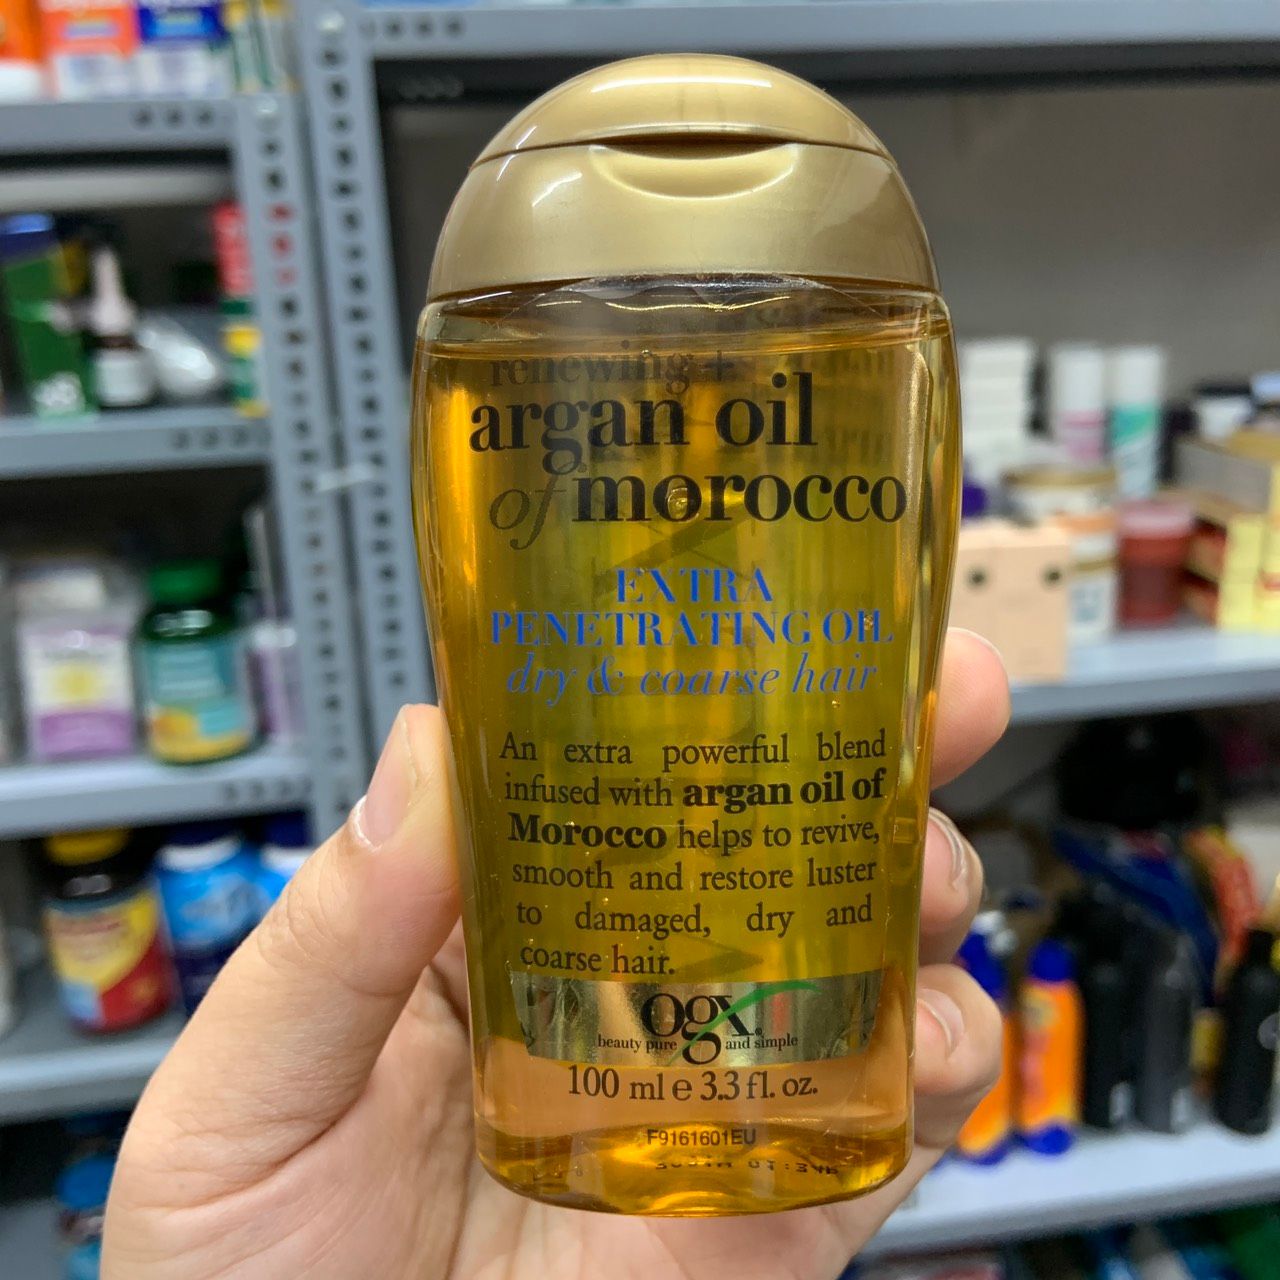 renewing +
argan oil
of morocco
EXTRA
PENETRATING OIL
dry & coarse hair
An extra powerful blend
infused with argan oil of
Morocco helps to revive,
smooth and restore luster
to damaged, dry and
coarse hair.
ogx®
beauty pure and simple
100 ml e 3.3 fl. oz.
F9161601EU